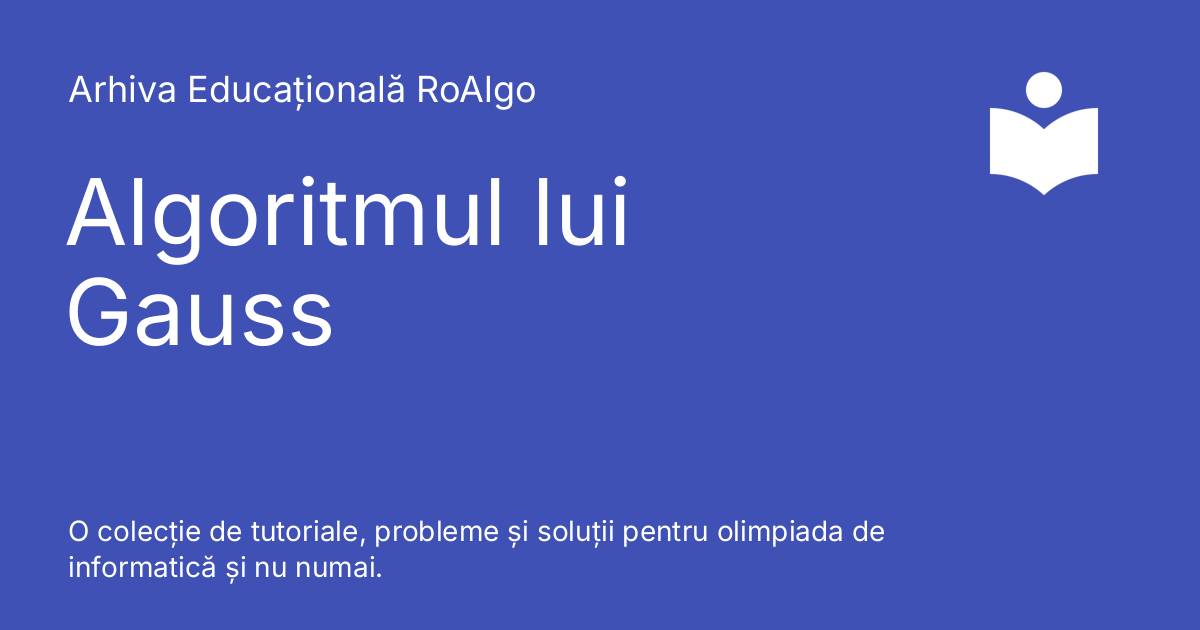 Arhiva Educațională RoAlgo
Algoritmul lui
Gauss
O colecție de tutoriale, probleme și soluții pentru olimpiada de
informatică și nu numai.